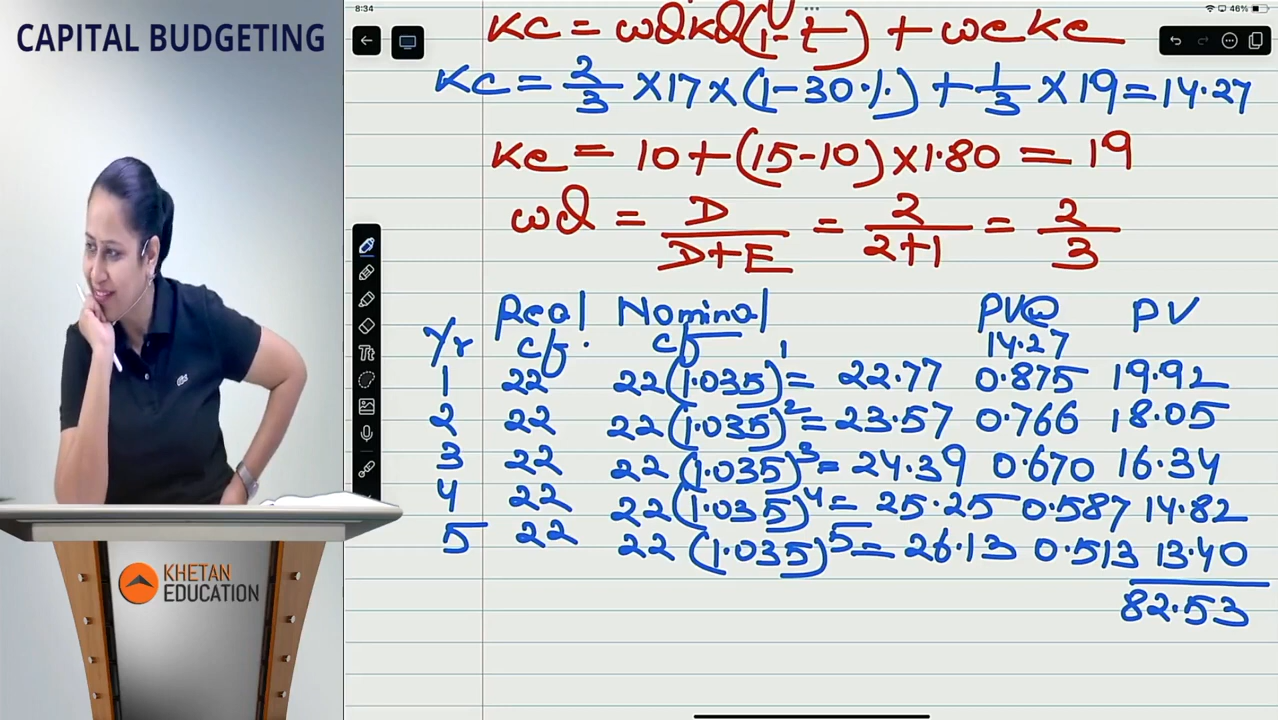 CAPITAL BUDGETING
8:34
46%
Kc = wdkd(1-t) + weke
Kc = 2/3 × 17 × (1-30%) + 1/3 × 19 = 14.27
Ke = 10 + (15-10) × 1.80 = 19
wd = D/D+E = 2/2+1 = 2/3
Yr Real cf. Nominal cf PV@ 14.27 PV
1 22 22(1.035)^1 = 22.77 0.875 19.92
2 22 22(1.035)^2 = 23.57 0.766 18.05
3 22 22(1.035)^3 = 24.39 0.670 16.34
4 22 22(1.035)^4 = 25.25 0.587 14.82
5 22 22(1.035)^5 = 26.13 0.513 13.40
82.53
Tt
KHETAN
EDUCATION